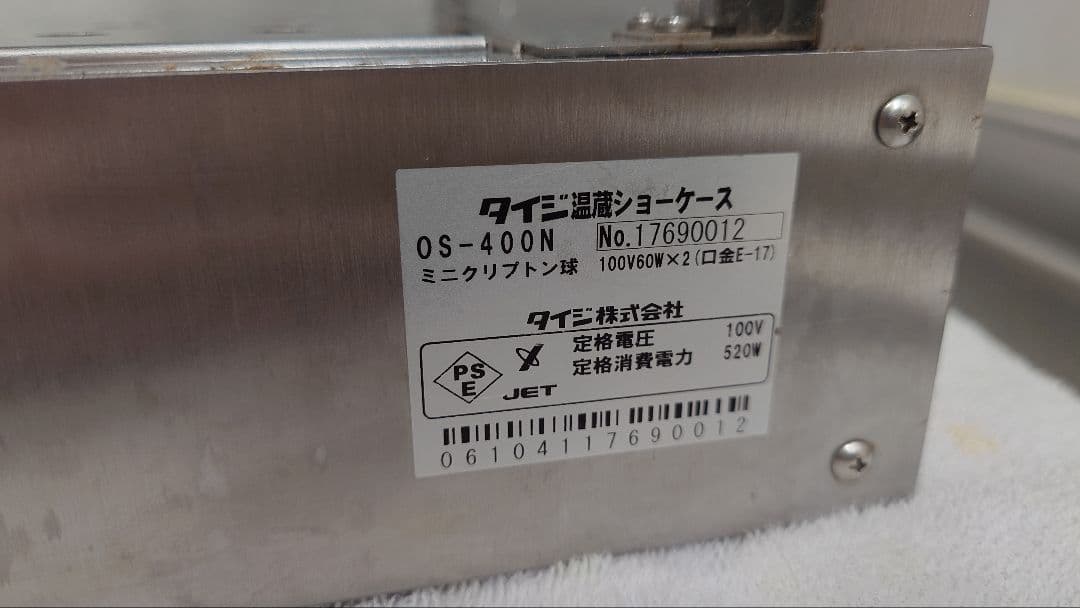 タイジ温蔵ショーケース
OS-400N No.17690012
ミニクリプトン球 100V60W×2(口金E-17)
タイジ株式会社
PS E
JET
定格電圧 100V
定格消費電力 520W
06104117690012